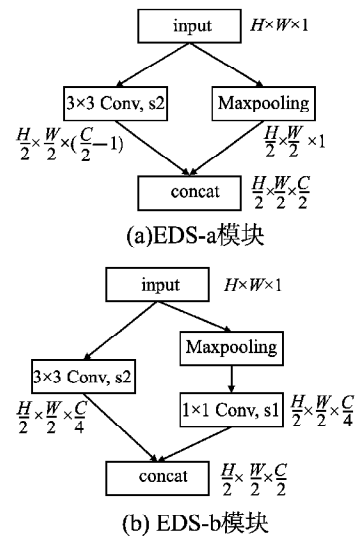 input H×W×1
3×3 Conv, s2 Maxpooling
H/2×W/2×(C/2−1) H/2×W/2×1
concat H/2×W/2×C/2
(a)EDS-a模块
input H×W×1
Maxpooling
3×3 Conv, s2
1×1 Conv, s1 H/2×W/2×C/4
H/2×W/2×C/4
concat H/2×W/2×C/2
(b) EDS-b模块